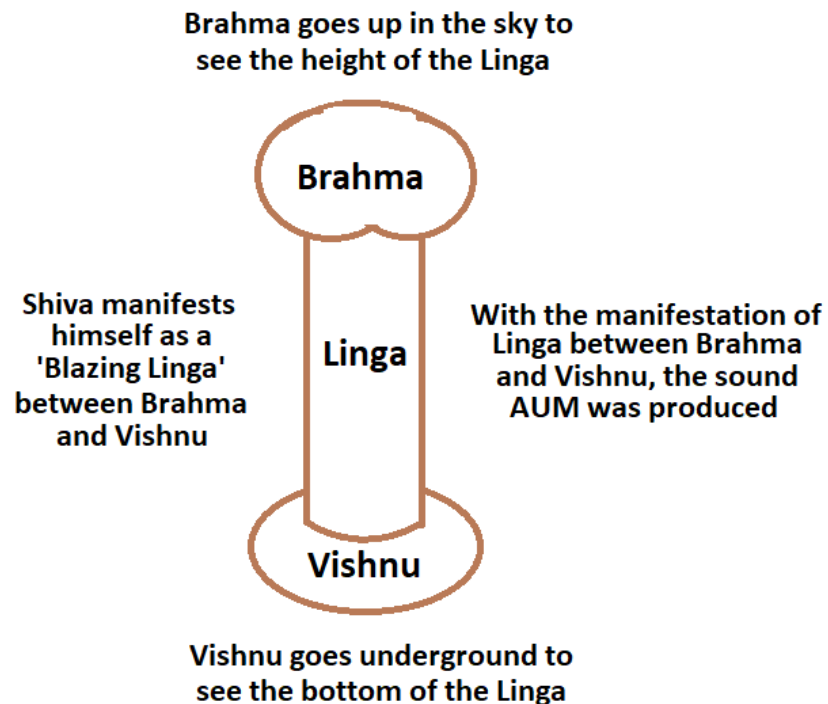 Brahma goes up in the sky to
see the height of the Linga
Brahma
Shiva manifests
himself as a
'Blazing Linga'
between Brahma
and Vishnu
Linga
With the manifestation of
Linga between Brahma
and Vishnu, the sound
AUM was produced
Vishnu
Vishnu goes underground to
see the bottom of the Linga